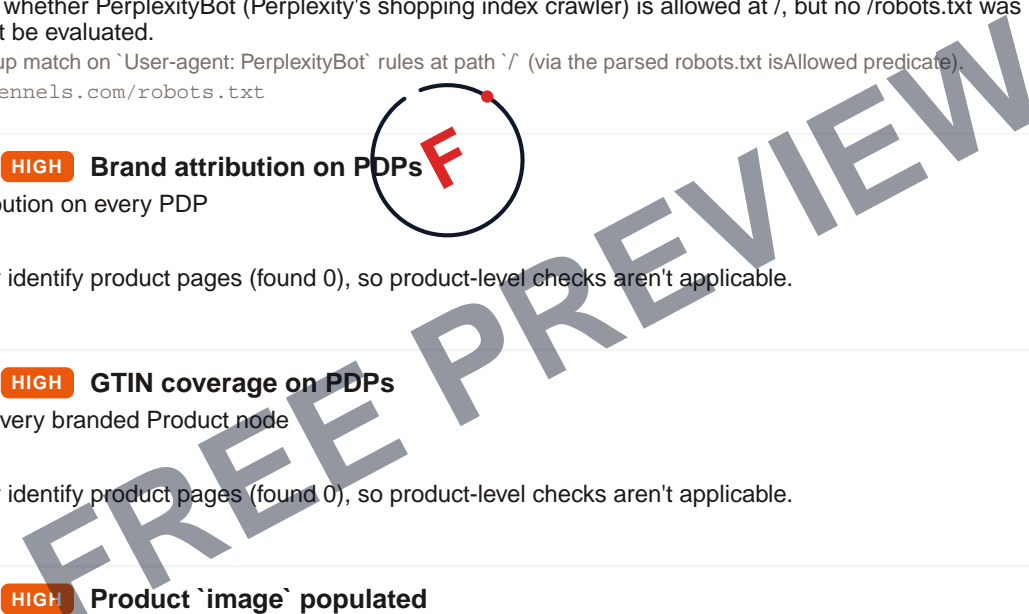 whether PerplexityBot (Perplexity's shopping index crawler) is allowed at /, but no /robots.txt was
t be evaluated.
up match on `User-agent: PerplexityBot` rules at path `/` (via the parsed robots.txt isAllowed predicate).
ennels.com/robots.txt
HIGH Brand attribution on PDPs
F
bution on every PDP
identify product pages (found 0), so product-level checks aren't applicable.
HIGH GTIN coverage on PDPs
very branded Product node
identify product pages (found 0), so product-level checks aren't applicable.
HIGH Product `image` populated
FREE PREVIEW